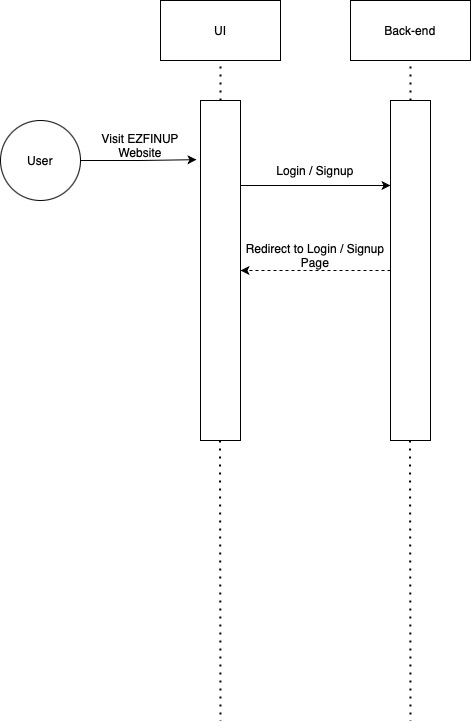 UI
Back-end
Visit EZFINUP
Website
User
Login / Signup
Redirect to Login / Signup
Page